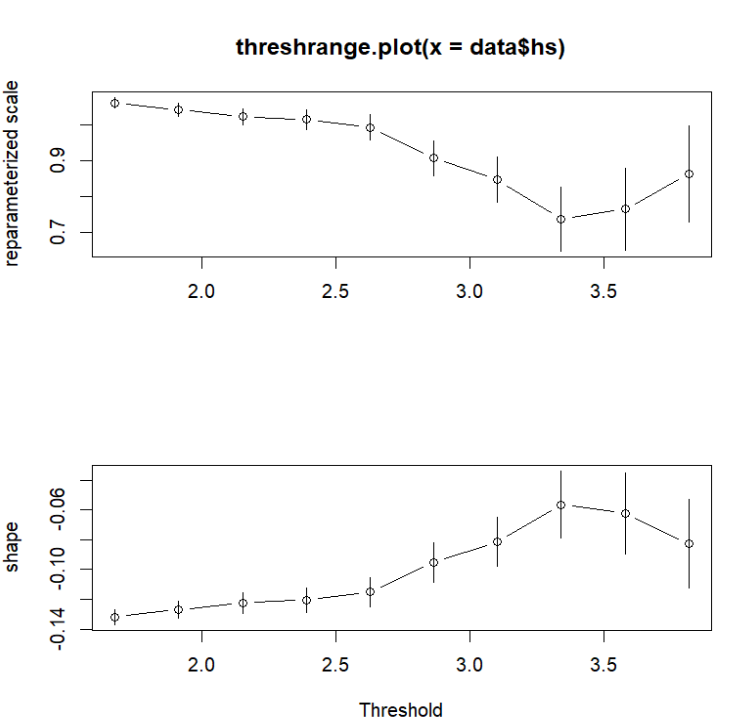 threshrange.plot(x = data$hs)
reparameterized scale
0.9
0.7
2.0 2.5 3.0 3.5
shape
-0.06
-0.10
-0.14
2.0 2.5 3.0 3.5
Threshold